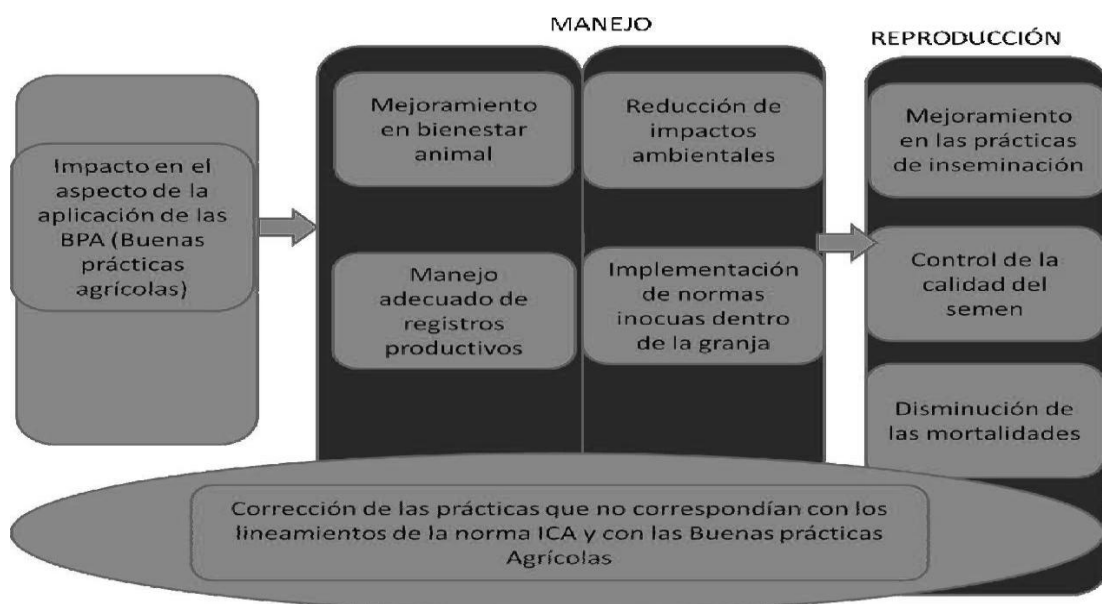 MANEJO
REPRODUCCIÓN
Impacto en el
aspecto de la
aplicación de las
BPA (Buenas
prácticas
agrícolas)
Mejoramiento
en bienestar
animal
Reducción de
impactos
ambientales
Manejo
adecuado de
registros
productivos
Implementación
de normas
inocuas dentro
de la granja
Mejoramiento
en las prácticas
de inseminación
Control de la
calidad del
semen
Disminución de
las mortalidades
Corrección de las prácticas que no correspondían con los
lineamientos de la norma ICA y con las Buenas prácticas
Agrícolas